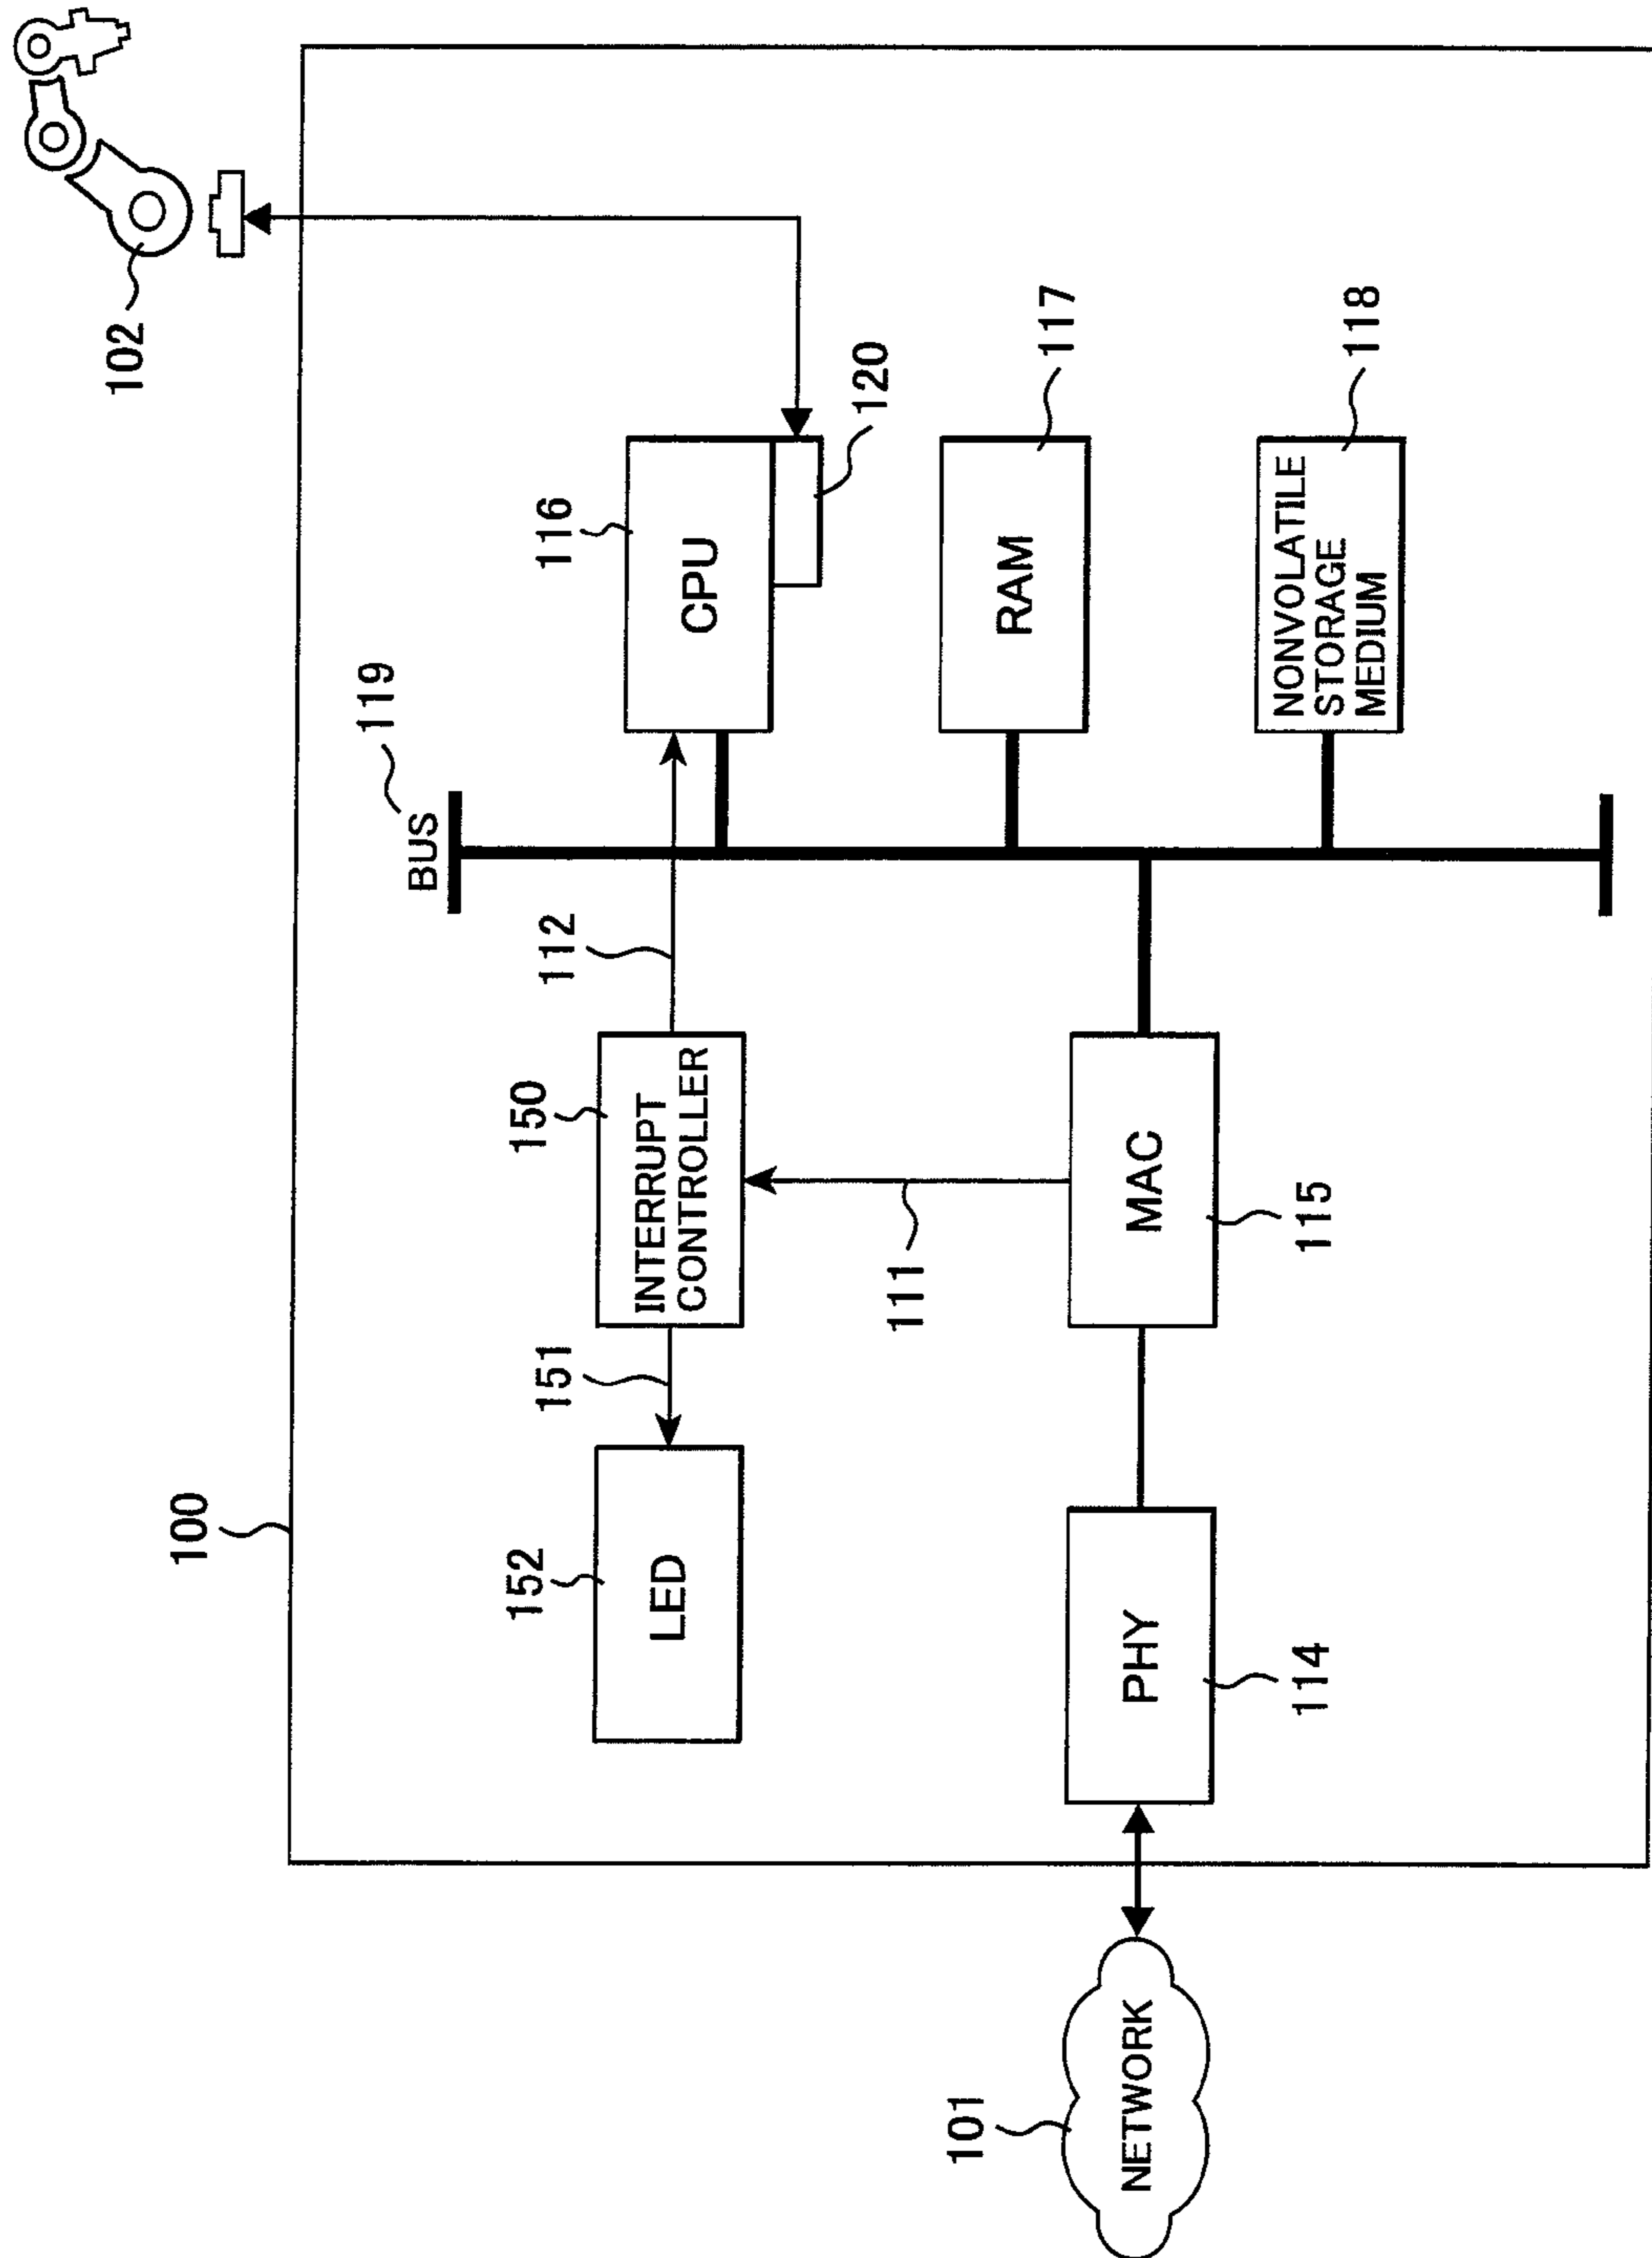 100
102
119
BUS
152
LED
151
150
INTERRUPT
CONTROLLER
112
116
CPU
120
111
RAM
117
101
NETWORK
PHY
114
MAC
115
NONVOLATILE
STORAGE
MEDIUM
118